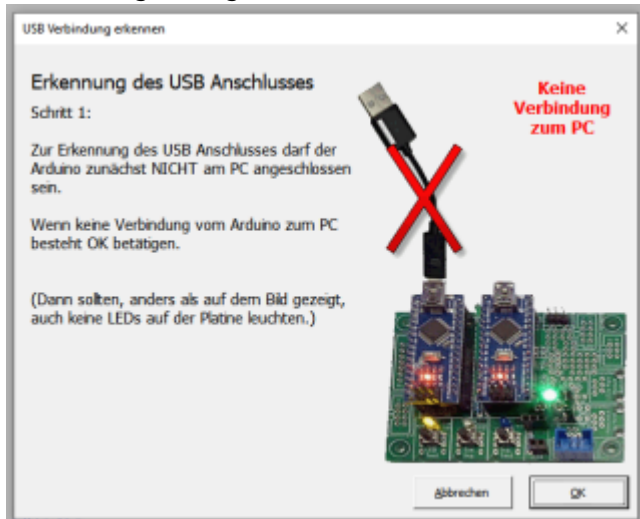 USB Verbindung erkennen
Erkennung des USB Anschlusses
Keine
Verbindung
zum PC
Schritt 1:
Zur Erkennung des USB Anschlusses darf der
Arduino zunächst NICHT am PC angeschlossen
sein.
Wenn keine Verbindung vom Arduino zum PC
besteht OK betätigen.
(Dann sollten, anders als auf dem Bild gezeigt,
auch keine LEDs auf der Platine leuchten.)
Abbrechen
OK